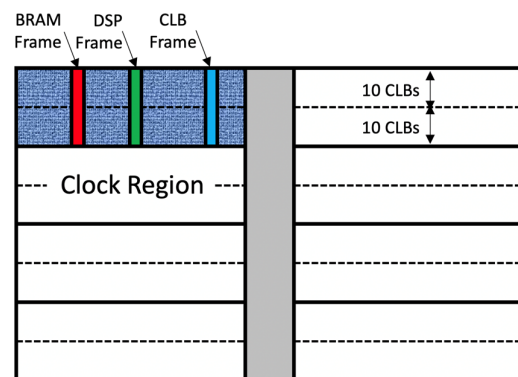 BRAM DSP CLB
Frame Frame Frame
10 CLBs
10 CLBs
Clock Region